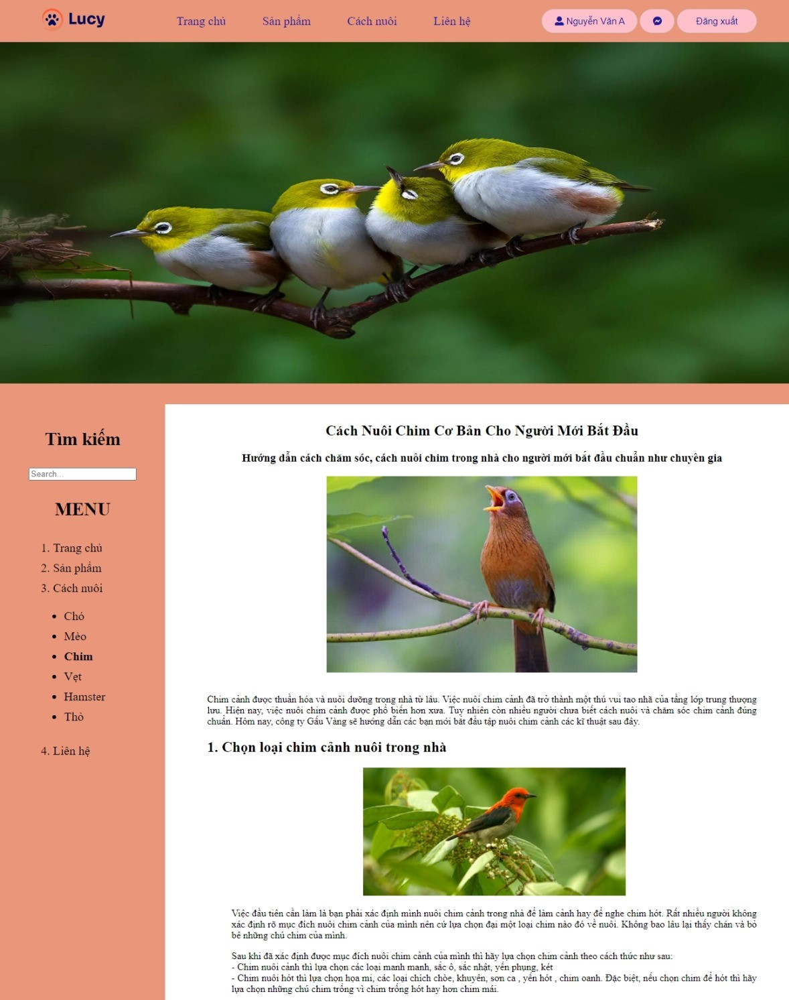 Lucy
Trang chủ
Sản phẩm
Cách nuôi
Liên hệ
Nguyễn Văn A
Đăng xuất
Tìm kiếm
Search...
MENU
1. Trang chủ
2. Sản phẩm
3. Cách nuôi
• Chó
• Mèo
• Chim
• Vẹt
• Hamster
• Thỏ
4. Liên hệ
Cách Nuôi Chim Cơ Bản Cho Người Mới Bắt Đầu
Hướng dẫn cách chăm sóc, cách nuôi chim trong nhà cho người mới bắt đầu chuẩn như chuyên gia
Chim cảnh được thuần hóa và nuôi dưỡng trong nhà từ lâu. Việc nuôi chim cảnh đã trở thành một thú vui tao nhã của tầng lớp trung thượng
lưu. Hiện nay, việc nuôi chim cảnh được phổ biến hơn xưa. Tuy nhiên còn nhiều người chưa biết cách nuôi và chăm sóc chim cảnh đúng
chuẩn. Hôm nay, công ty Gấu Vàng sẽ hướng dẫn các bạn mới bắt đầu tập nuôi chim cảnh các kĩ thuật sau đây.
1. Chọn loại chim cảnh nuôi trong nhà
Việc đầu tiên cần làm là bạn phải xác định mình nuôi chim cảnh trong nhà để làm cảnh hay để nghe chim hót. Rất nhiều người không
xác định rõ mục đích nuôi chim cảnh của mình nên cứ lựa chọn đại một loại chim nào đó về nuôi. Không bao lâu lại thấy chán và bỏ
bê những chú chim của mình.
Sau khi đã xác định được mục đích nuôi chim cảnh của mình thì hãy lựa chọn chim cảnh theo cách thức như sau:
- Chim nuôi cảnh thì lựa chọn các loại manh manh, sắc ô, sắc nhật, yến phụng, két
- Chim nuôi hót thì lựa chọn họa mi, các loại chích chòe, khuyên, sơn ca , yến hót , chim oanh. Đặc biệt, nếu chọn chim để hót thì hãy
lựa chọn những chú chim trống vì chim trống hót hay hơn chim mái.